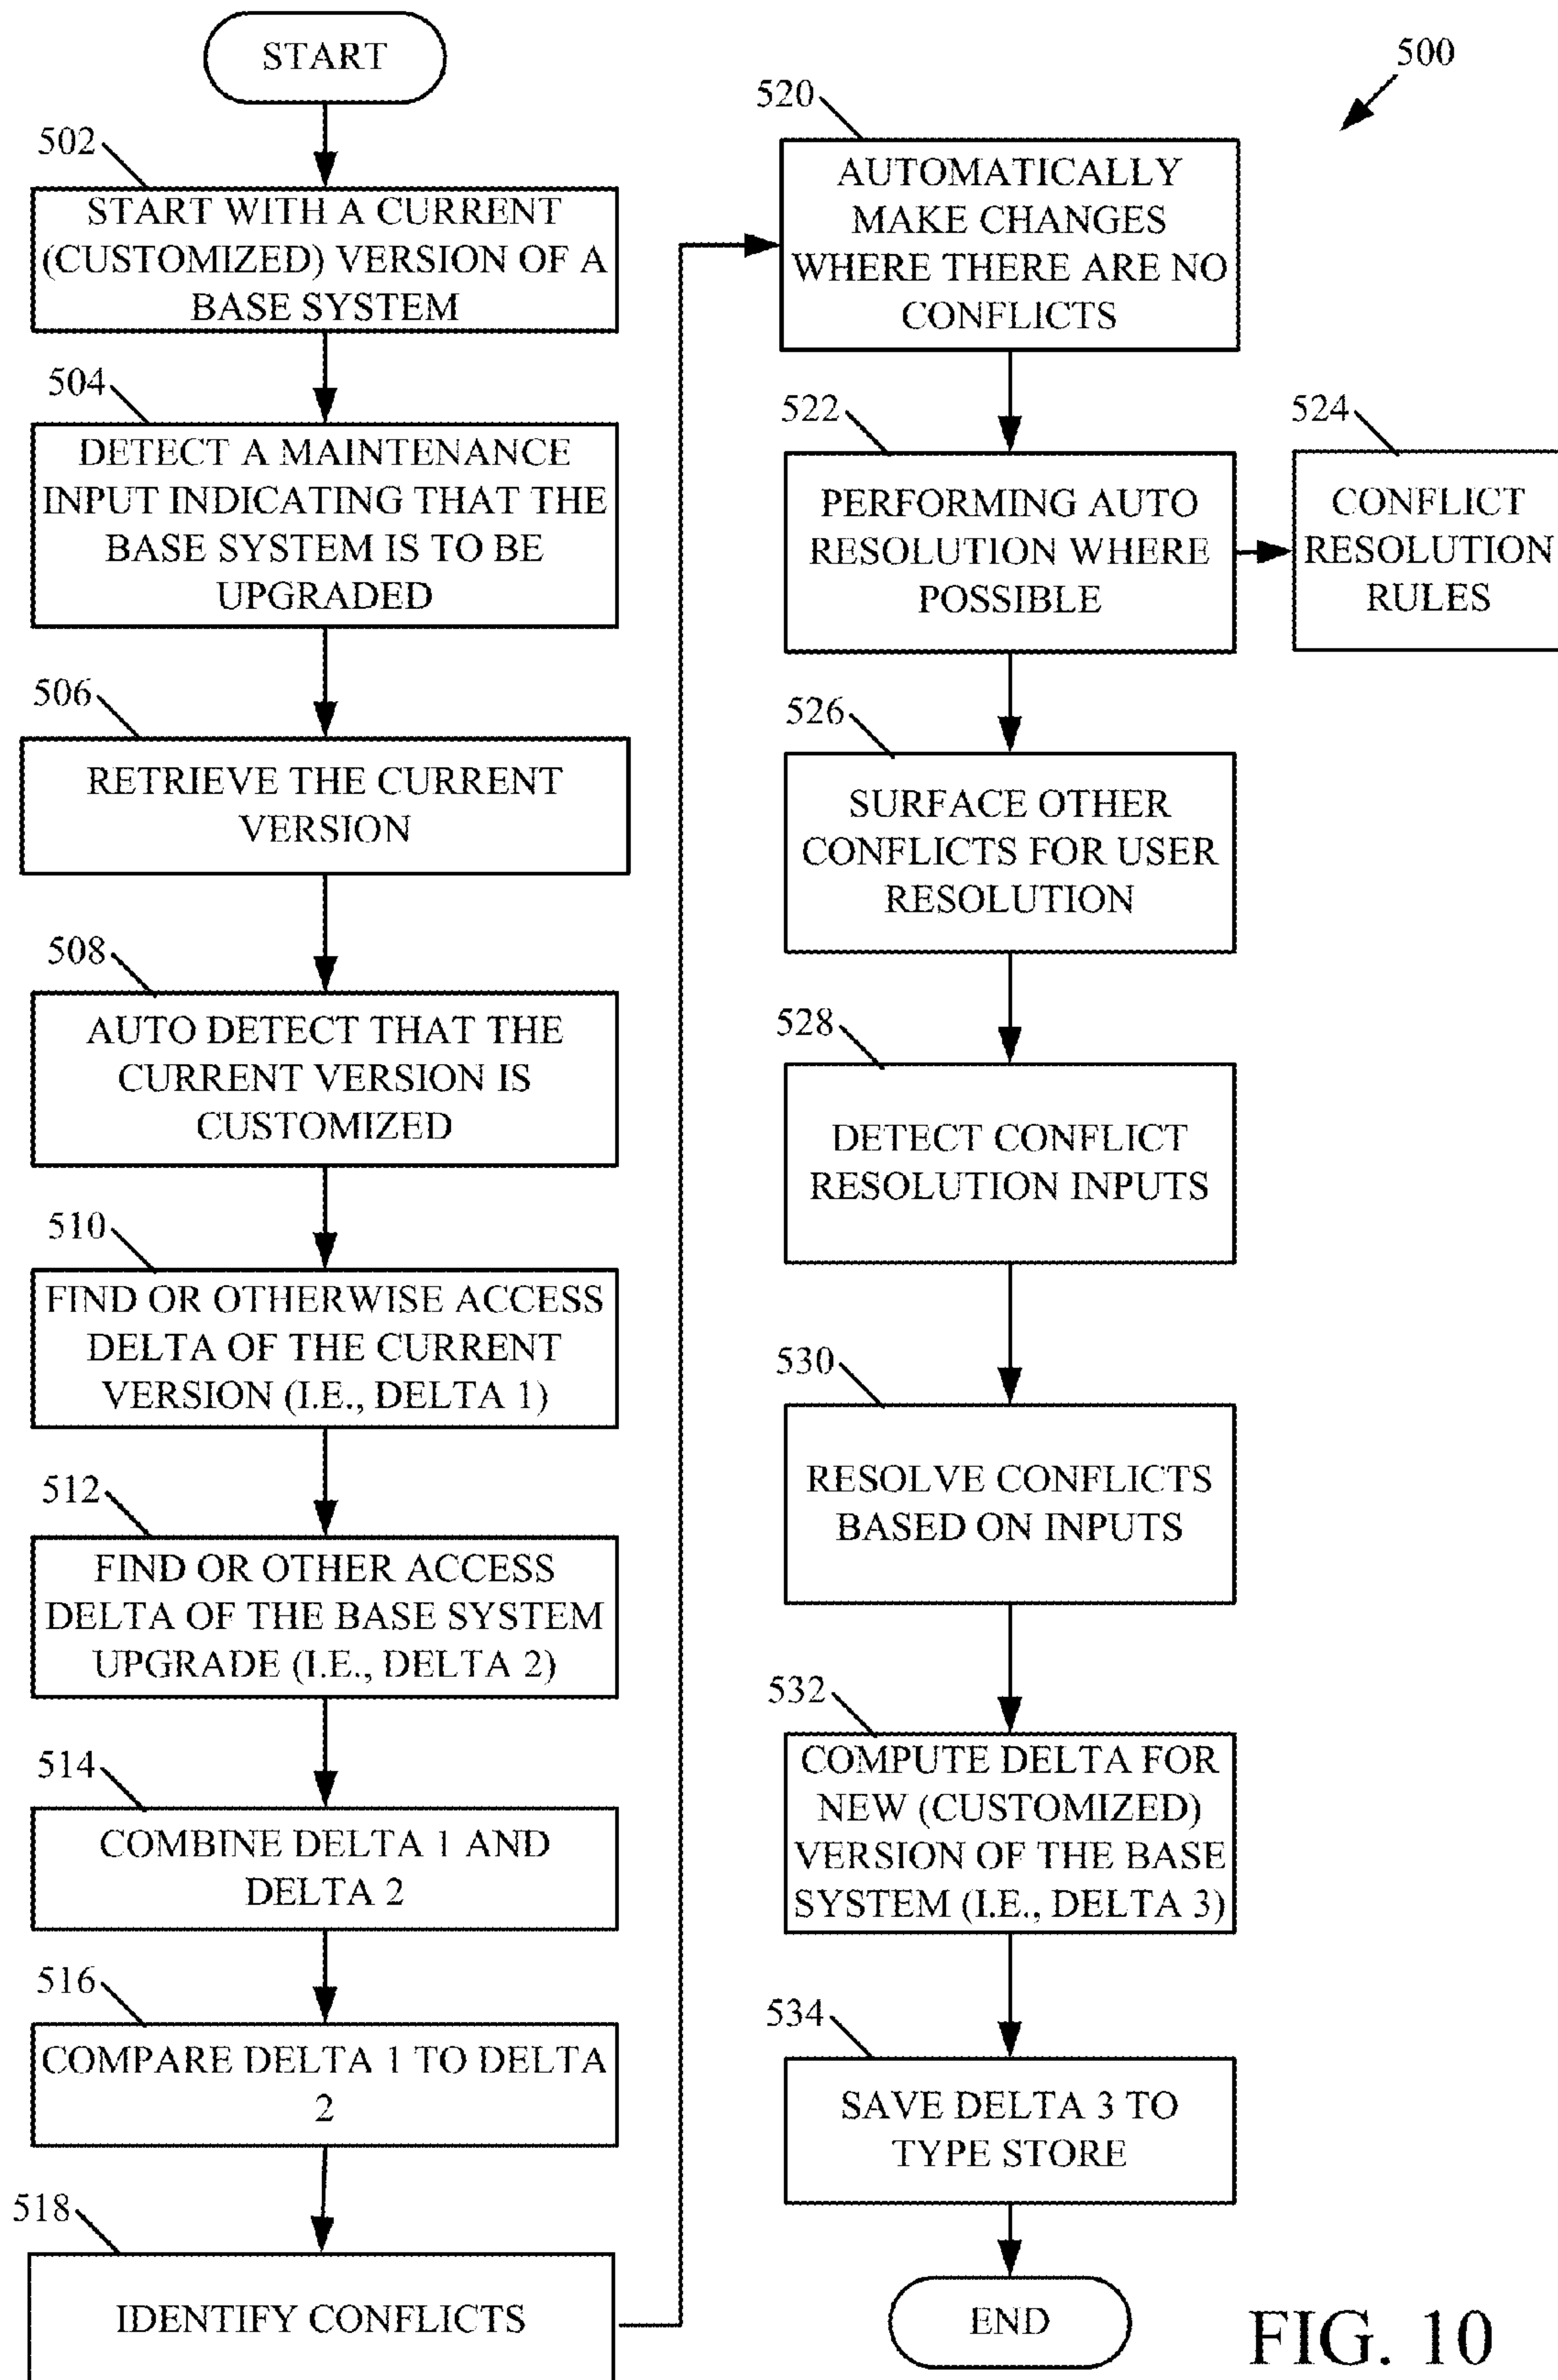 START
502
START WITH A CURRENT
(CUSTOMIZED) VERSION OF A
BASE SYSTEM
504
DETECT A MAINTENANCE
INPUT INDICATING THAT THE
BASE SYSTEM IS TO BE
UPGRADED
506
RETRIEVE THE CURRENT
VERSION
508
AUTO DETECT THAT THE
CURRENT VERSION IS
CUSTOMIZED
510
FIND OR OTHERWISE ACCESS
DELTA OF THE CURRENT
VERSION (I.E., DELTA 1)
512
FIND OR OTHER ACCESS
DELTA OF THE BASE SYSTEM
UPGRADE (I.E., DELTA 2)
514
COMBINE DELTA 1 AND
DELTA 2
516
COMPARE DELTA 1 TO DELTA
2
518
IDENTIFY CONFLICTS
500
520
AUTOMATICALLY
MAKE CHANGES
WHERE THERE ARE NO
CONFLICTS
522
PERFORMING AUTO
RESOLUTION WHERE
POSSIBLE
524
CONFLICT
RESOLUTION
RULES
526
SURFACE OTHER
CONFLICTS FOR USER
RESOLUTION
528
DETECT CONFLICT
RESOLUTION INPUTS
530
RESOLVE CONFLICTS
BASED ON INPUTS
532
COMPUTE DELTA FOR
NEW (CUSTOMIZED)
VERSION OF THE BASE
SYSTEM (I.E., DELTA 3)
534
SAVE DELTA 3 TO
TYPE STORE
END
FIG. 10